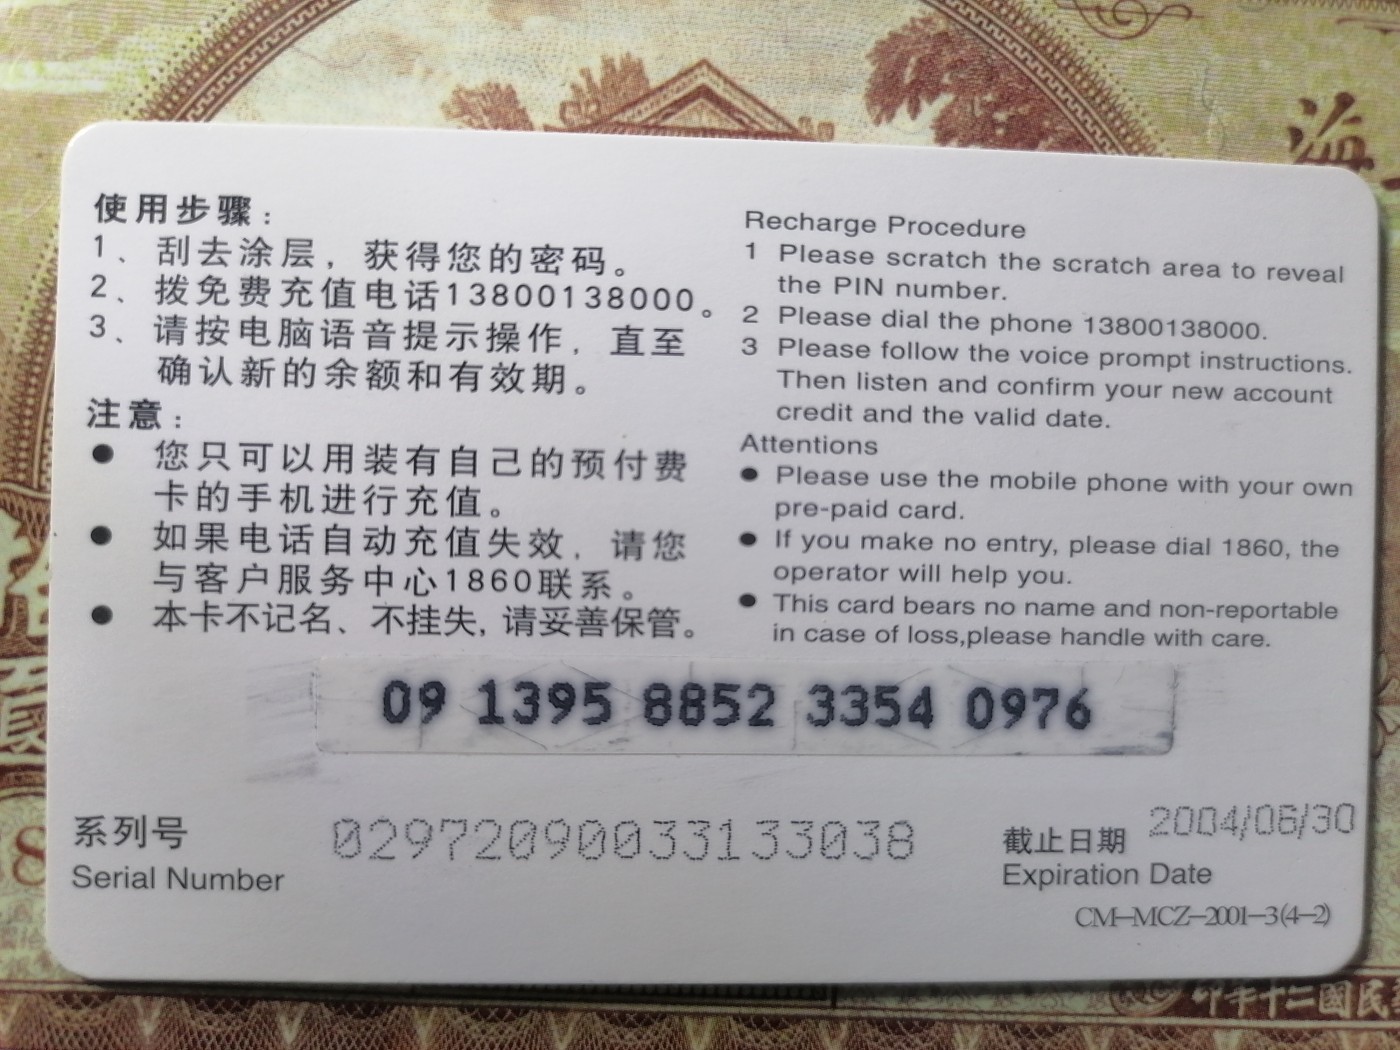 使用步骤：
1、刮去涂层，获得您的密码。
2、拨免费充值电话13800138000。
3、请按电脑语音提示操作，直至
确认新的余额和有效期。
注意：
● 您只可以用装有自己的预付费
卡的手机进行充值。
● 如果电话自动充值失效，请您
与客户服务中心1860联系。
● 本卡不记名、不挂失, 请妥善保管。
Recharge Procedure
1 Please scratch the scratch area to reveal
the PIN number.
2 Please dial the phone 13800138000.
3 Please follow the voice prompt instructions.
Then listen and confirm your new account
credit and the valid date.
Attentions
● Please use the mobile phone with your own
pre-paid card.
● If you make no entry, please dial 1860, the
operator will help you.
● This card bears no name and non-reportable
in case of loss,please handle with care.
09 1395 8852 3354 0976
系列号
Serial Number
02972090033133038
截止日期 2004/06/30
Expiration Date
CM-MCZ-2001-3(4-2)
海
印年十二國民